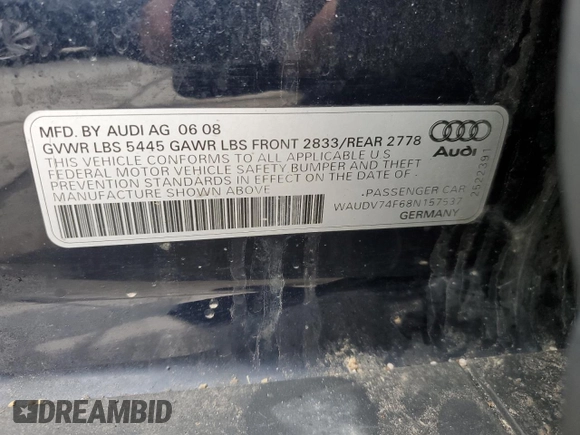 MFD. BY AUDI AG 06 08
GVWR LBS 5445 GAWR LBS FRONT 2833/REAR 2778
THIS VEHICLE CONFORMS TO ALL APPLICABLE U S
FEDERAL MOTOR VEHICLE SAFETY BUMPER AND THEFT
PREVENTION STANDARDS IN EFFECT ON THE DATE OF
MANUFACTURE SHOWN ABOVE
Audi
2522391
.PASSENGER CAR
WAUDV74F68N157537
GERMANY
DREAMBID